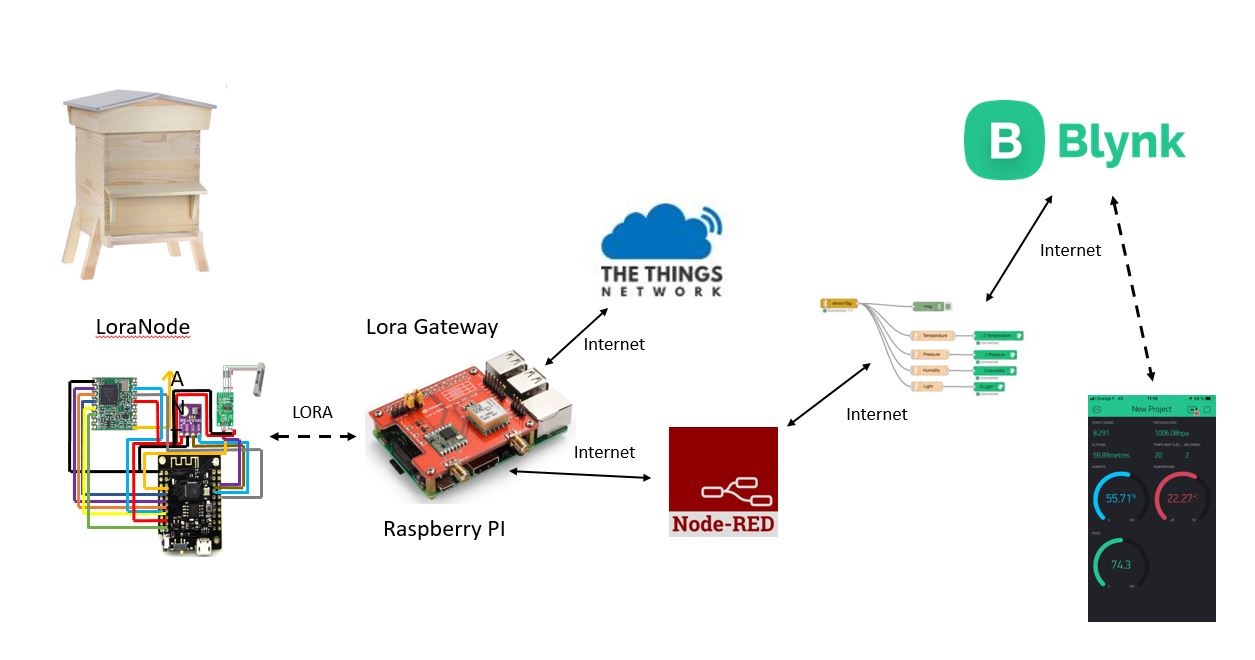 B Blynk
Internet
THE THINGS
NETWORK
LoraNode
Lora Gateway
Internet
A
N
LORA
Internet
Internet
Raspberry PI
Node-RED
Temperature
Pressure
Humidity
Light
New Project
8.291
1006.08hpa
59.89metres
20
2
55.71%
22.27
74.3